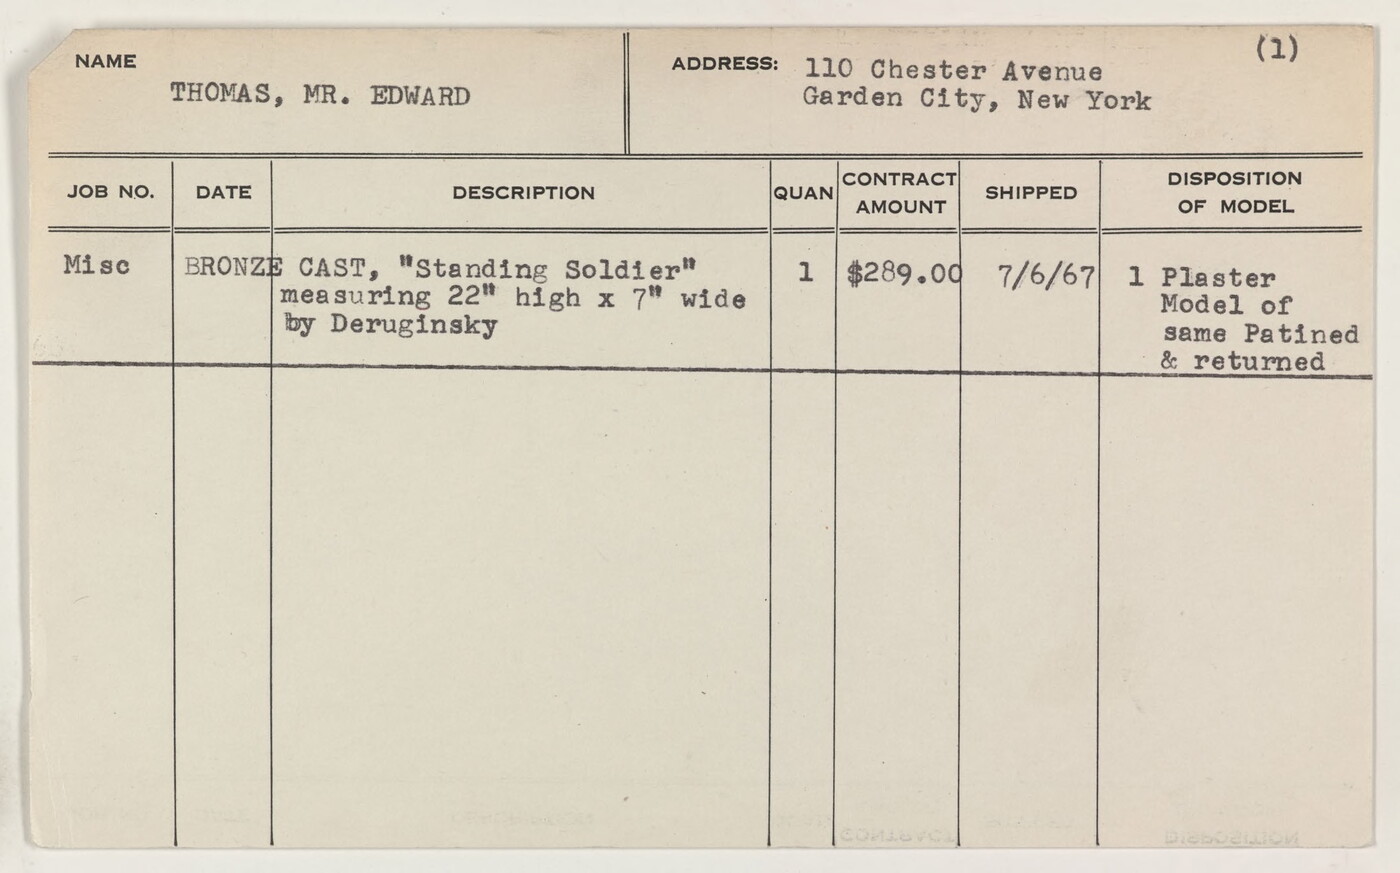 (1)
NAME
THOMAS, MR. EDWARD
ADDRESS: 110 Chester Avenue
Garden City, New York
JOB NO. DATE DESCRIPTION QUAN CONTRACT AMOUNT SHIPPED DISPOSITION OF MODEL
Misc BRONZE CAST, "Standing Soldier" 1 $289.00 7/6/67 1 Plaster
measuring 22" high x 7" wide Model of
by Deruginsky same Patined
& returned